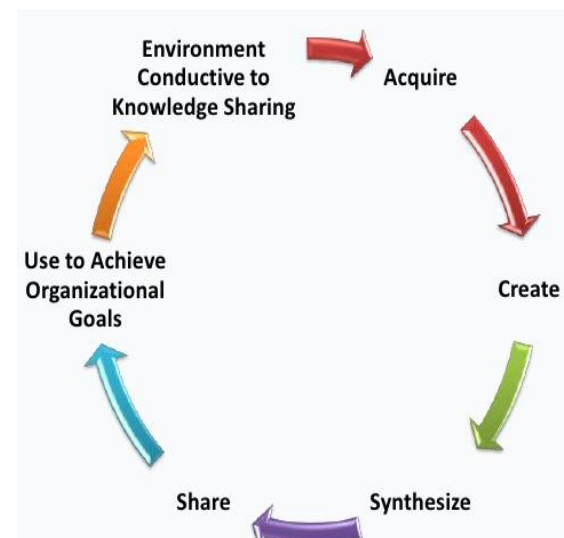 Environment
Conductive to
Knowledge Sharing
Acquire
Create
Synthesize
Share
Use to Achieve
Organizational
Goals